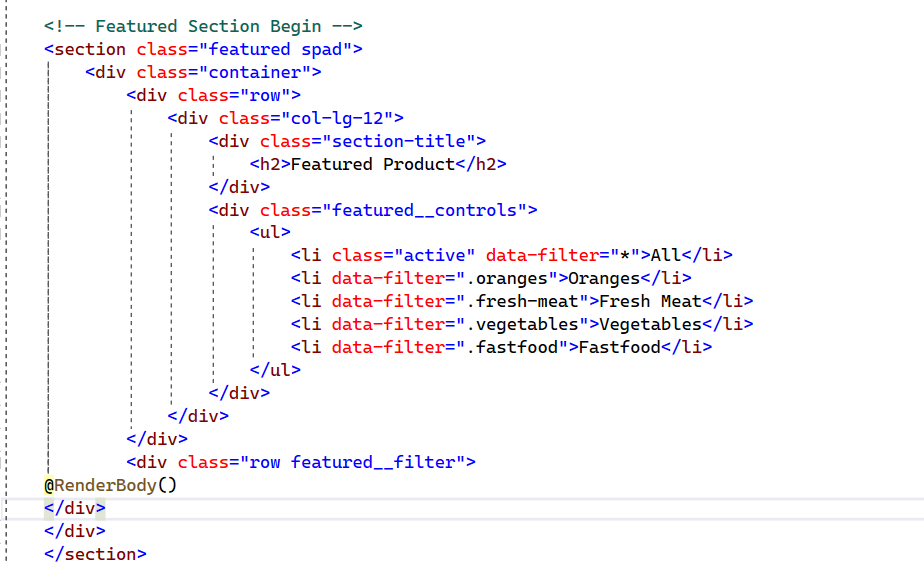 <!-- Featured Section Begin -->
<section class="featured spad">
<div class="container">
<div class="row">
<div class="col-lg-12">
<div class="section-title">
<h2>Featured Product</h2>
</div>
<div class="featured__controls">
<ul>
<li class="active" data-filter="*">All</li>
<li data-filter=".oranges">Oranges</li>
<li data-filter=".fresh-meat">Fresh Meat</li>
<li data-filter=".vegetables">Vegetables</li>
<li data-filter=".fastfood">Fastfood</li>
</ul>
</div>
</div>
</div>
<div class="row featured__filter">
@RenderBody()
</div>
</div>
</section>